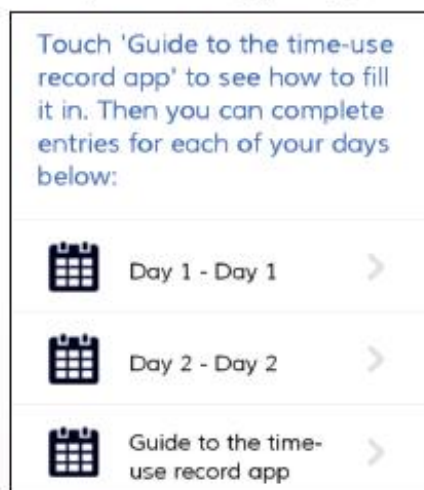 Touch 'Guide to the time-use
record app' to see how to fill
it in. Then you can complete
entries for each of your days
below:
Day 1 - Day 1
Day 2 - Day 2
Guide to the time-
use record app